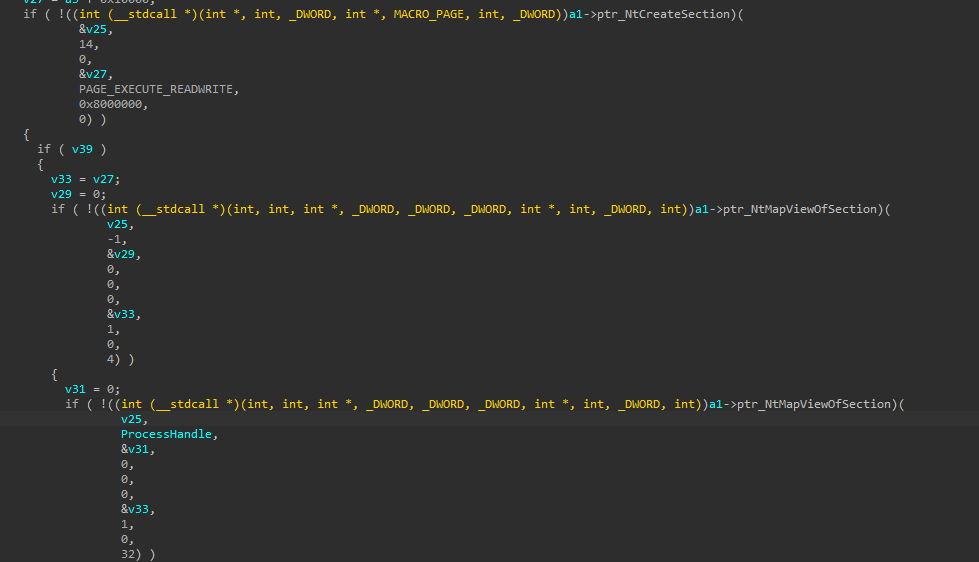 if ( !((int (__stdcall *)(int *, int, _DWORD, int *, MACRO_PAGE, int, _DWORD))a1->ptr_NtCreateSection)(
&v25,
14,
0,
&v27,
PAGE_EXECUTE_READWRITE,
0x8000000,
0) )
{
if ( v39 )
{
v33 = v27;
v29 = 0;
if ( !((int (__stdcall *)(int, int, int *, _DWORD, _DWORD, _DWORD, int *, int, _DWORD, int))a1->ptr_NtMapViewOfSection)(
v25,
-1,
&v29,
0,
0,
0,
&v33,
1,
0,
4) )
{
v31 = 0;
if ( !((int (__stdcall *)(int, int, int *, _DWORD, _DWORD, _DWORD, int *, int, _DWORD, int))a1->ptr_NtMapViewOfSection)(
v25,
ProcessHandle,
&v31,
0,
0,
0,
&v33,
1,
0,
32) )